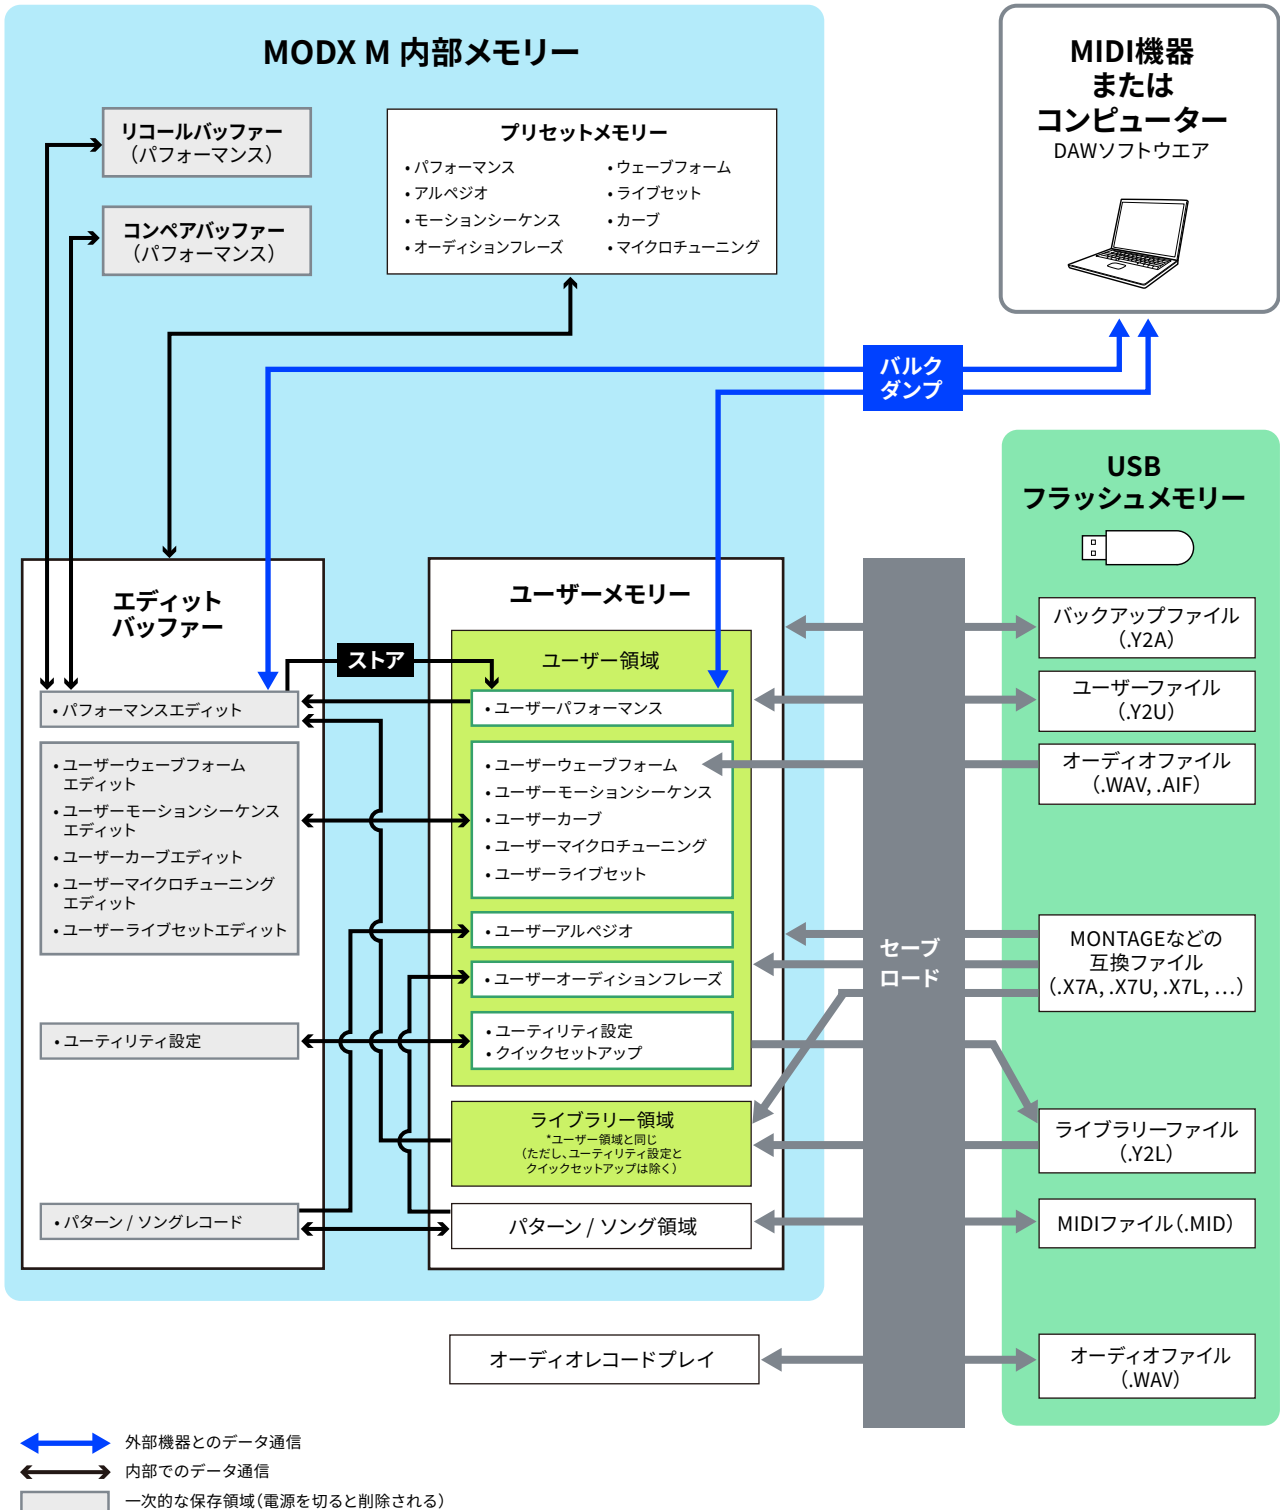 MODX M 内部メモリー
リコールバッファー
（パフォーマンス）
コンペアバッファー
（パフォーマンス）
プリセットメモリー
• パフォーマンス
• アルペジオ
• モーションシーケンス
• オーディションフレーズ
• ウェーブフォーム
• ライブセット
• カーブ
• マイクロチューニング
MIDI機器
または
コンピューター
DAWソフトウエア
バルク
ダンプ
USB
フラッシュメモリー
エディット
バッファー
ストア
• パフォーマンスエディット
• ユーザーウェーブフォーム
エディット
• ユーザーモーションシーケンス
エディット
• ユーザーカーブエディット
• ユーザーマイクロチューニング
エディット
• ユーザーライブセットエディット
• ユーティリティ設定
• パターン / ソングレコード
ユーザーメモリー
ユーザー領域
• ユーザーパフォーマンス
• ユーザーウェーブフォーム
• ユーザーモーションシーケンス
• ユーザーカーブ
• ユーザーマイクロチューニング
• ユーザーライブセット
• ユーザーアルペジオ
• ユーザーオーディションフレーズ
• ユーティリティ設定
• クイックセットアップ
ライブラリー領域
*ユーザー領域と同じ
（ただし、ユーティリティ設定と
クイックセットアップは除く）
パターン / ソング領域
オーディオレコードプレイ
セーブ
ロード
バックアップファイル
（.Y2A）
ユーザーファイル
（.Y2U）
オーディオファイル
（.WAV, .AIF）
MONTAGEなどの
互換ファイル
（.X7A, .X7U, .X7L, …）
ライブラリーファイル
（.Y2L）
MIDIファイル（.MID）
オーディオファイル
（.WAV）
外部機器とのデータ通信
内部でのデータ通信
一次的な保存領域（電源を切ると削除される）